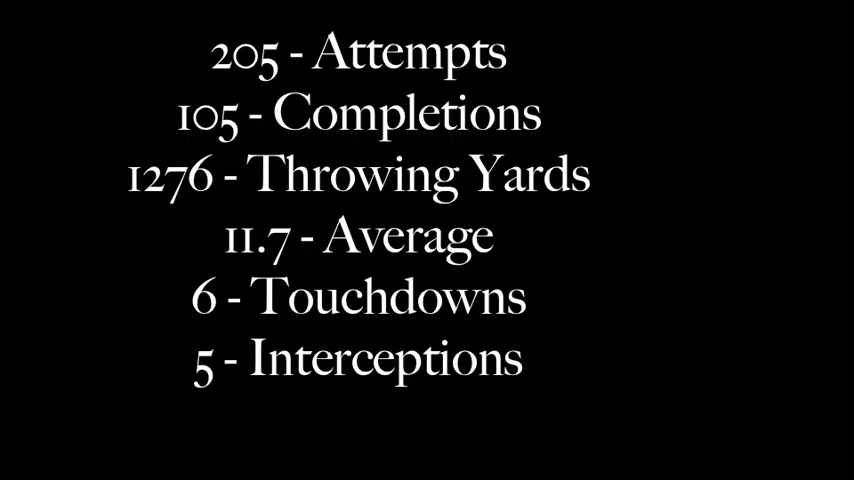 205 - Attempts
105 - Completions
1276 - Throwing Yards
11.7 - Average
6 - Touchdowns
5 - Interceptions